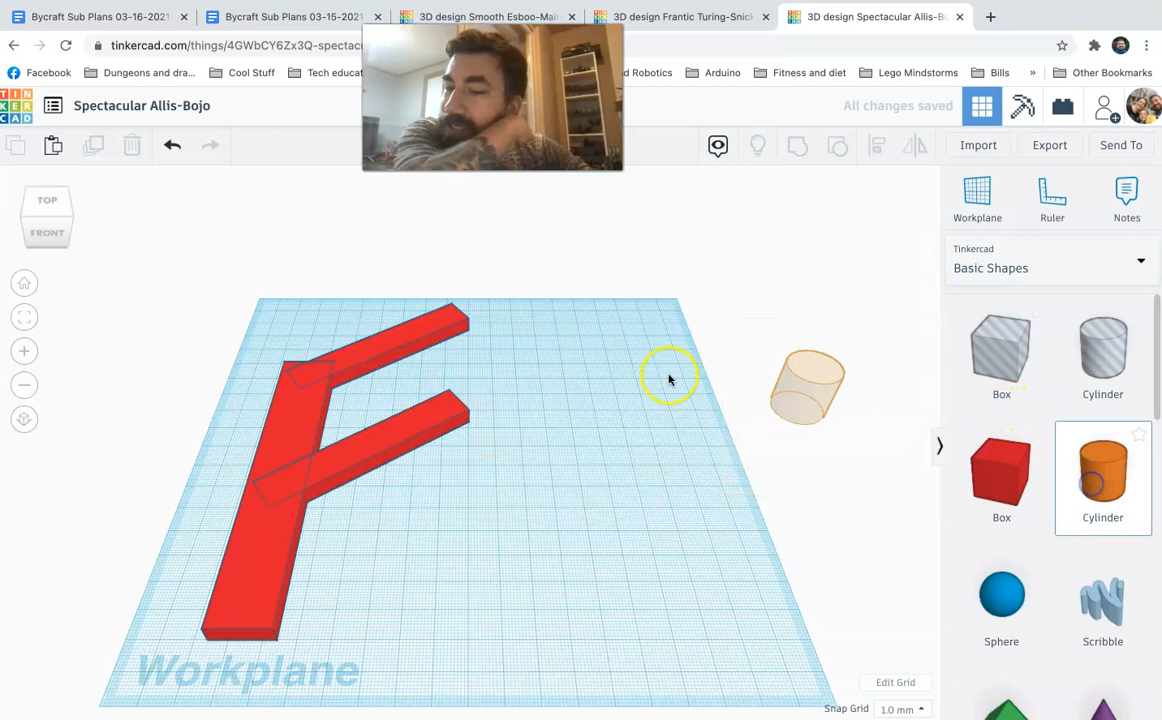 Bycraft Sub Plans 03-16-2021
Bycraft Sub Plans 03-15-2021
3D design Smooth Esboo-Mai
3D design Frantic Turing-Snic
3D design Spectacular Allis-Bo
tinkercad.com/things/4GWbCY6Zx3Q-spectac
Facebook
Dungeons and dra...
Cool Stuff
Tech educa
d Robotics
Arduino
Fitness and diet
Lego Mindstorms
Bills
»
Other Bookmarks
TIN
KER
CAD
Spectacular Allis-Bojo
All changes saved
Import
Export
Send To
TOP
FRONT
Workplane
Ruler
Notes
Tinkercad
Basic Shapes
Box
Cylinder
Box
Cylinder
Sphere
Scribble
Workplane
Edit Grid
Snap Grid
1.0 mm